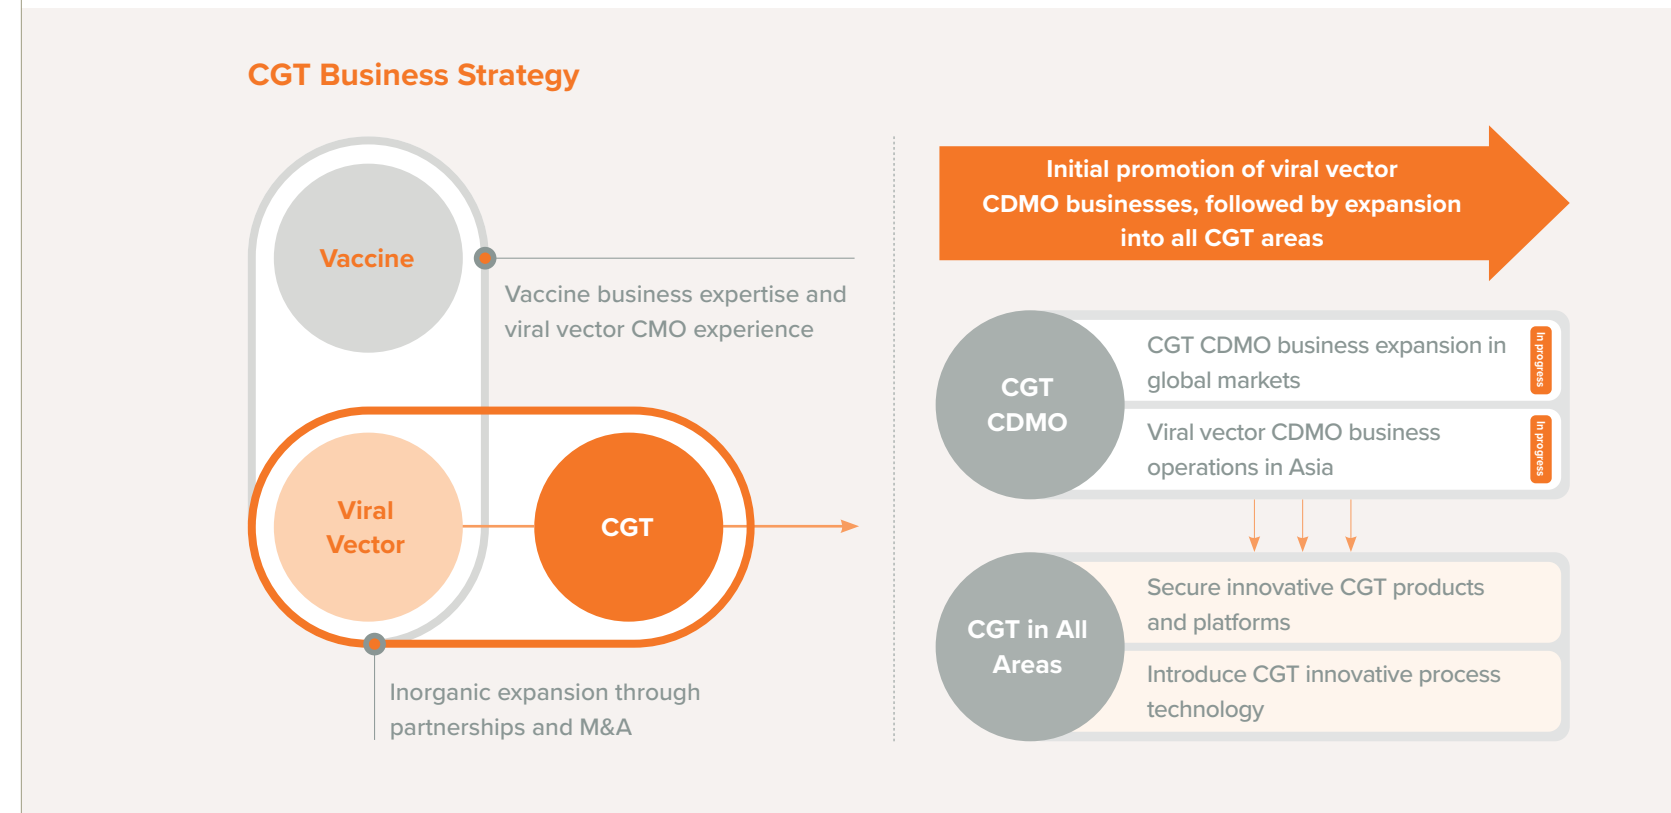 CGT Business Strategy
Vaccine
Vaccine business expertise and
viral vector CMO experience
Viral
Vector
CGT
Inorganic expansion through
partnerships and M&A
Initial promotion of viral vector
CDMO businesses, followed by expansion
into all CGT areas
CGT
CDMO
CGT CDMO business expansion in
global markets
In progress
Viral vector CDMO business
operations in Asia
In progress
CGT in All
Areas
Secure innovative CGT products
and platforms
Introduce CGT innovative process
technology